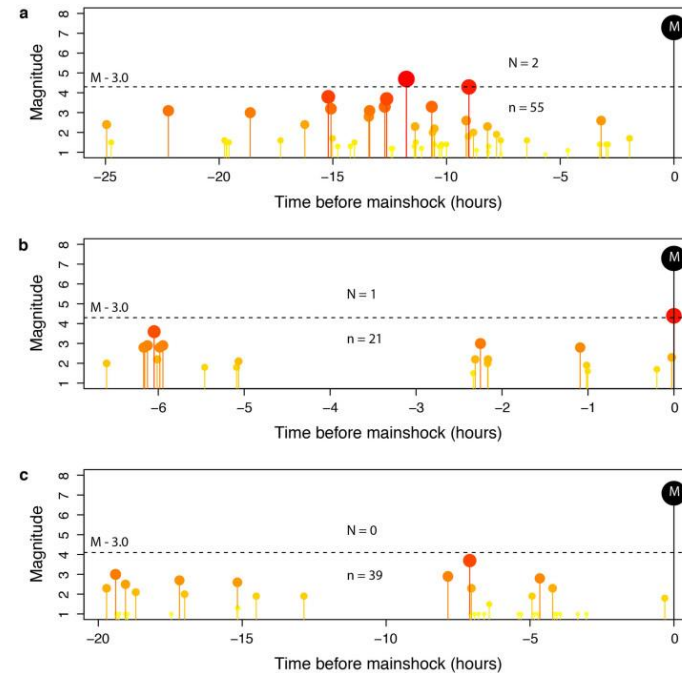 a
8
7
6
5
4
3
2
1
Magnitude
M - 3.0
N = 2
n = 55
M
−25
−20
−15
−10
−5
0
Time before mainshock (hours)
b
8
7
6
5
4
3
2
1
Magnitude
M - 3.0
N = 1
n = 21
M
−6
−5
−4
−3
−2
−1
0
Time before mainshock (hours)
c
8
7
6
5
4
3
2
1
Magnitude
M - 3.0
N = 0
n = 39
M
−20
−15
−10
−5
0
Time before mainshock (hours)